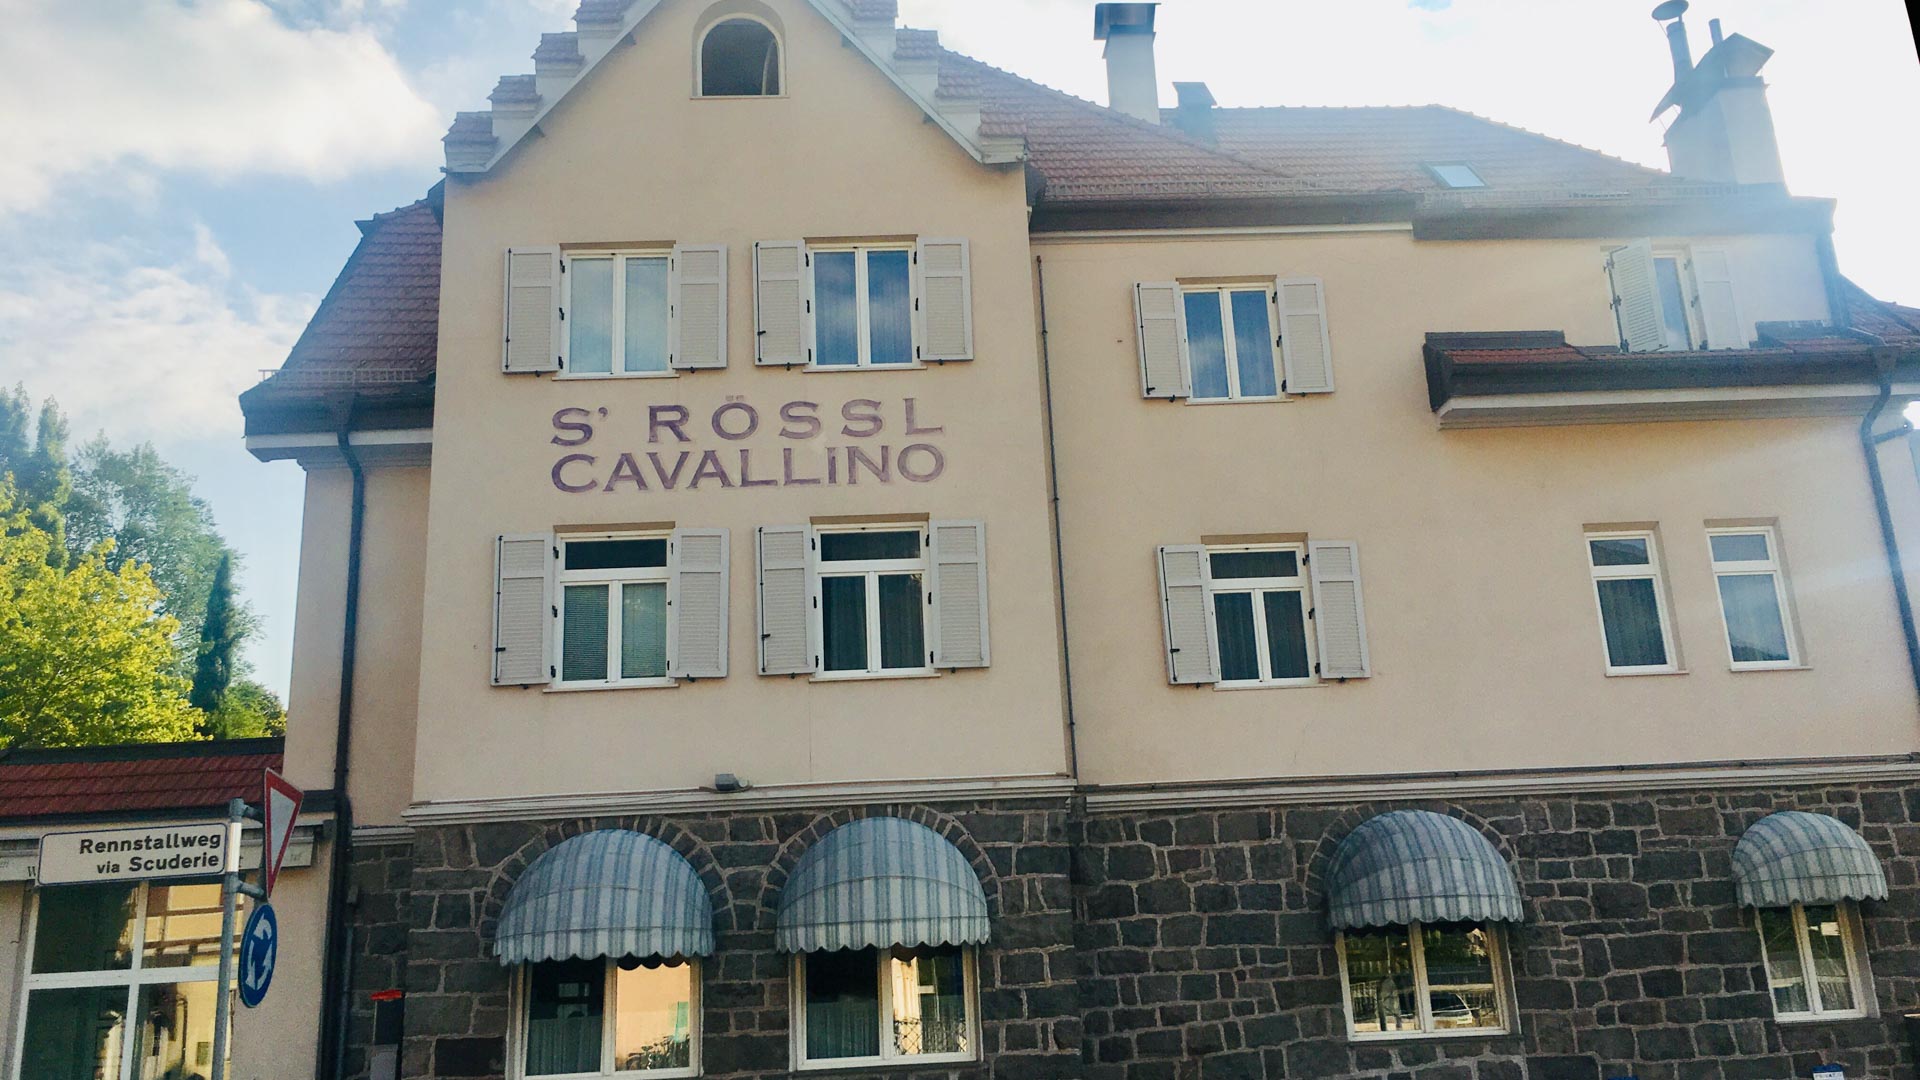 S' RÖSSL
CAVALLiNO
Rennstallweg
via Scuderie